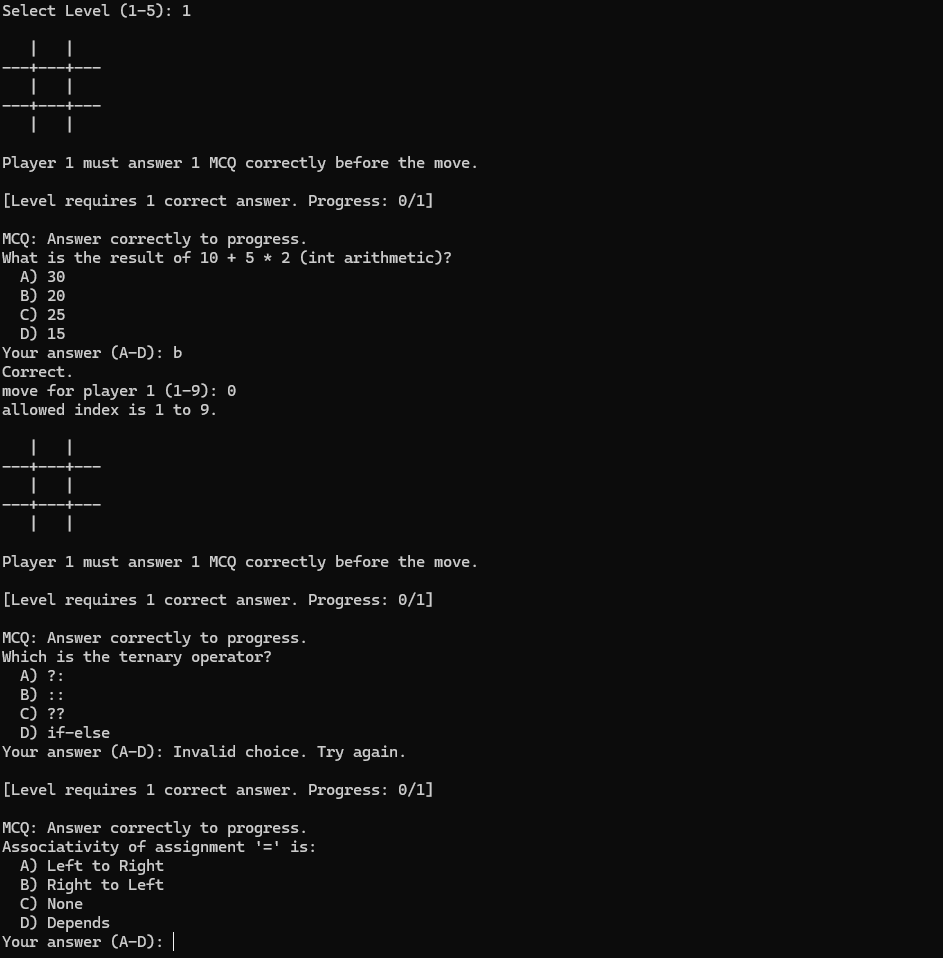 Select Level (1-5): 1
   |   |
---+---+---
   |   |
---+---+---
   |   |
Player 1 must answer 1 MCQ correctly before the move.
[Level requires 1 correct answer. Progress: 0/1]
MCQ: Answer correctly to progress.
What is the result of 10 + 5 * 2 (int arithmetic)?
  A) 30
  B) 20
  C) 25
  D) 15
Your answer (A-D): b
Correct.
move for player 1 (1-9): 0
allowed index is 1 to 9.
   |   |
---+---+---
   |   |
---+---+---
   |   |
Player 1 must answer 1 MCQ correctly before the move.
[Level requires 1 correct answer. Progress: 0/1]
MCQ: Answer correctly to progress.
Which is the ternary operator?
  A) ?:
  B) ::
  C) ??
  D) if-else
Your answer (A-D): Invalid choice. Try again.
[Level requires 1 correct answer. Progress: 0/1]
MCQ: Answer correctly to progress.
Associativity of assignment '=' is:
  A) Left to Right
  B) Right to Left
  C) None
  D) Depends
Your answer (A-D):